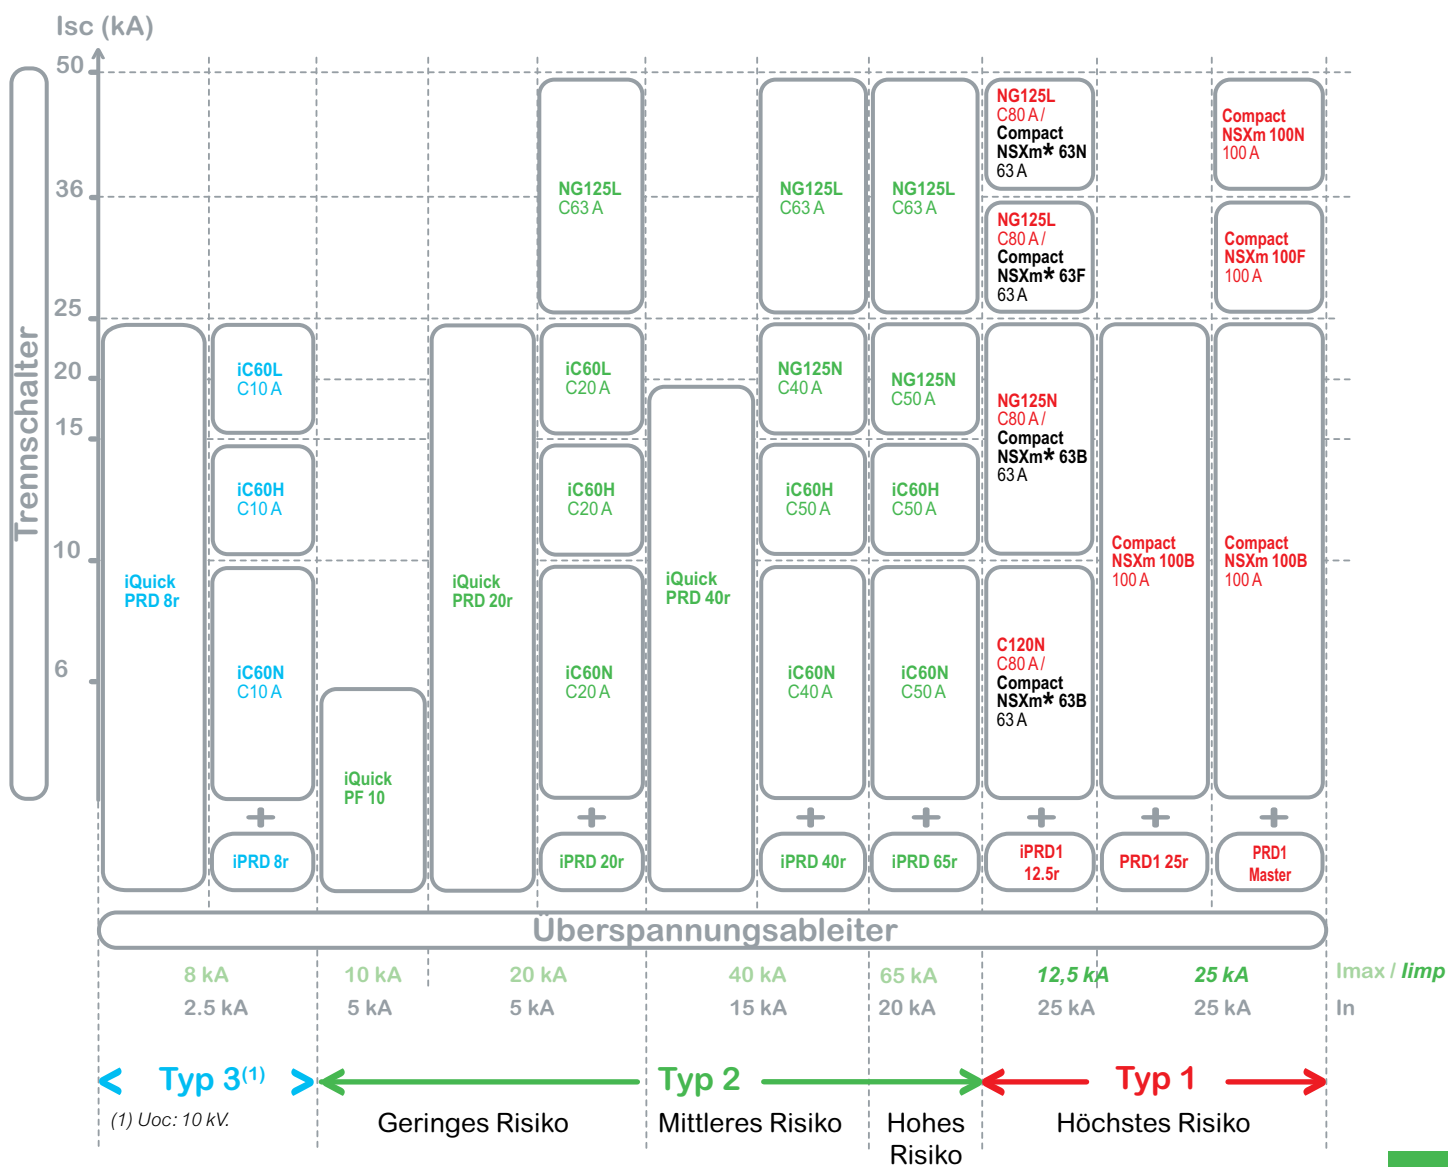 Isc (kA)
50
36
25
20
15
10
6
Trennschalter
iQuick
PRD 8r
iC60L
C10 A
iC60H
C10 A
iC60N
C10 A
+
iPRD 8r
iQuick
PF 10
iQuick
PRD 20r
NG125L
C63 A
iC60L
C20 A
iC60H
C20 A
iC60N
C20 A
+
iPRD 20r
iQuick
PRD 40r
NG125L
C63 A
NG125N
C40 A
iC60H
C50 A
iC60N
C40 A
+
iPRD 40r
NG125L
C63 A
NG125N
C50 A
iC60H
C50 A
iC60N
C50 A
+
iPRD 65r
NG125L
C80 A /
Compact
NSXm* 63N
63 A
NG125L
C80 A /
Compact
NSXm* 63F
63 A
NG125N
C80 A /
Compact
NSXm* 63B
63 A
C120N
C80 A /
Compact
NSXm* 63B
63 A
+
iPRD1
12.5r
Compact
NSXm 100B
100 A
+
PRD1 25r
Compact
NSXm 100N
100 A
Compact
NSXm 100F
100 A
Compact
NSXm 100B
100 A
+
PRD1
Master
Überspannungsableiter
8 kA 10 kA 20 kA 40 kA 65 kA 12,5 kA 25 kA Imax / Iimp
2.5 kA 5 kA 5 kA 15 kA 20 kA 25 kA 25 kA In
Typ 3(1) Typ 2 Typ 1
(1) Uoc: 10 kV.
Geringes Risiko
Mittleres Risiko
Hohes
Risiko
Höchstes Risiko